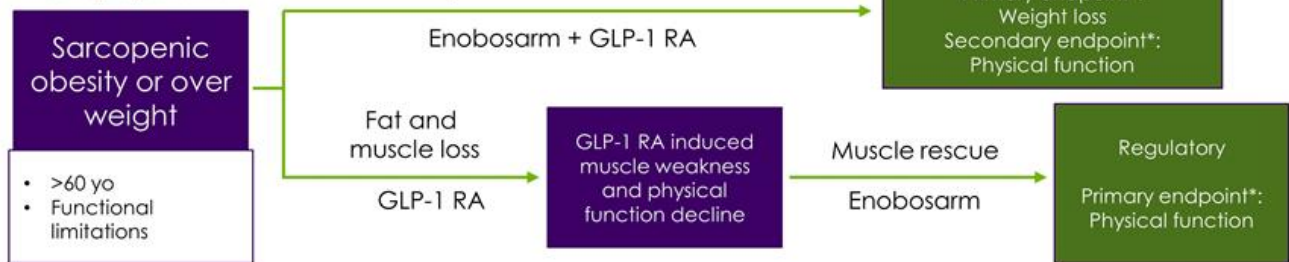 Weight loss
Secondary endpoint*:
Physical function
Enobosarm + GLP-1 RA
Sarcopenic
obesity or over
weight
• >60 yo
• Functional
limitations
Fat and
muscle loss
GLP-1 RA
GLP-1 RA induced
muscle weakness
and physical
function decline
Muscle rescue
Enobosarm
Regulatory
Primary endpoint*:
Physical function